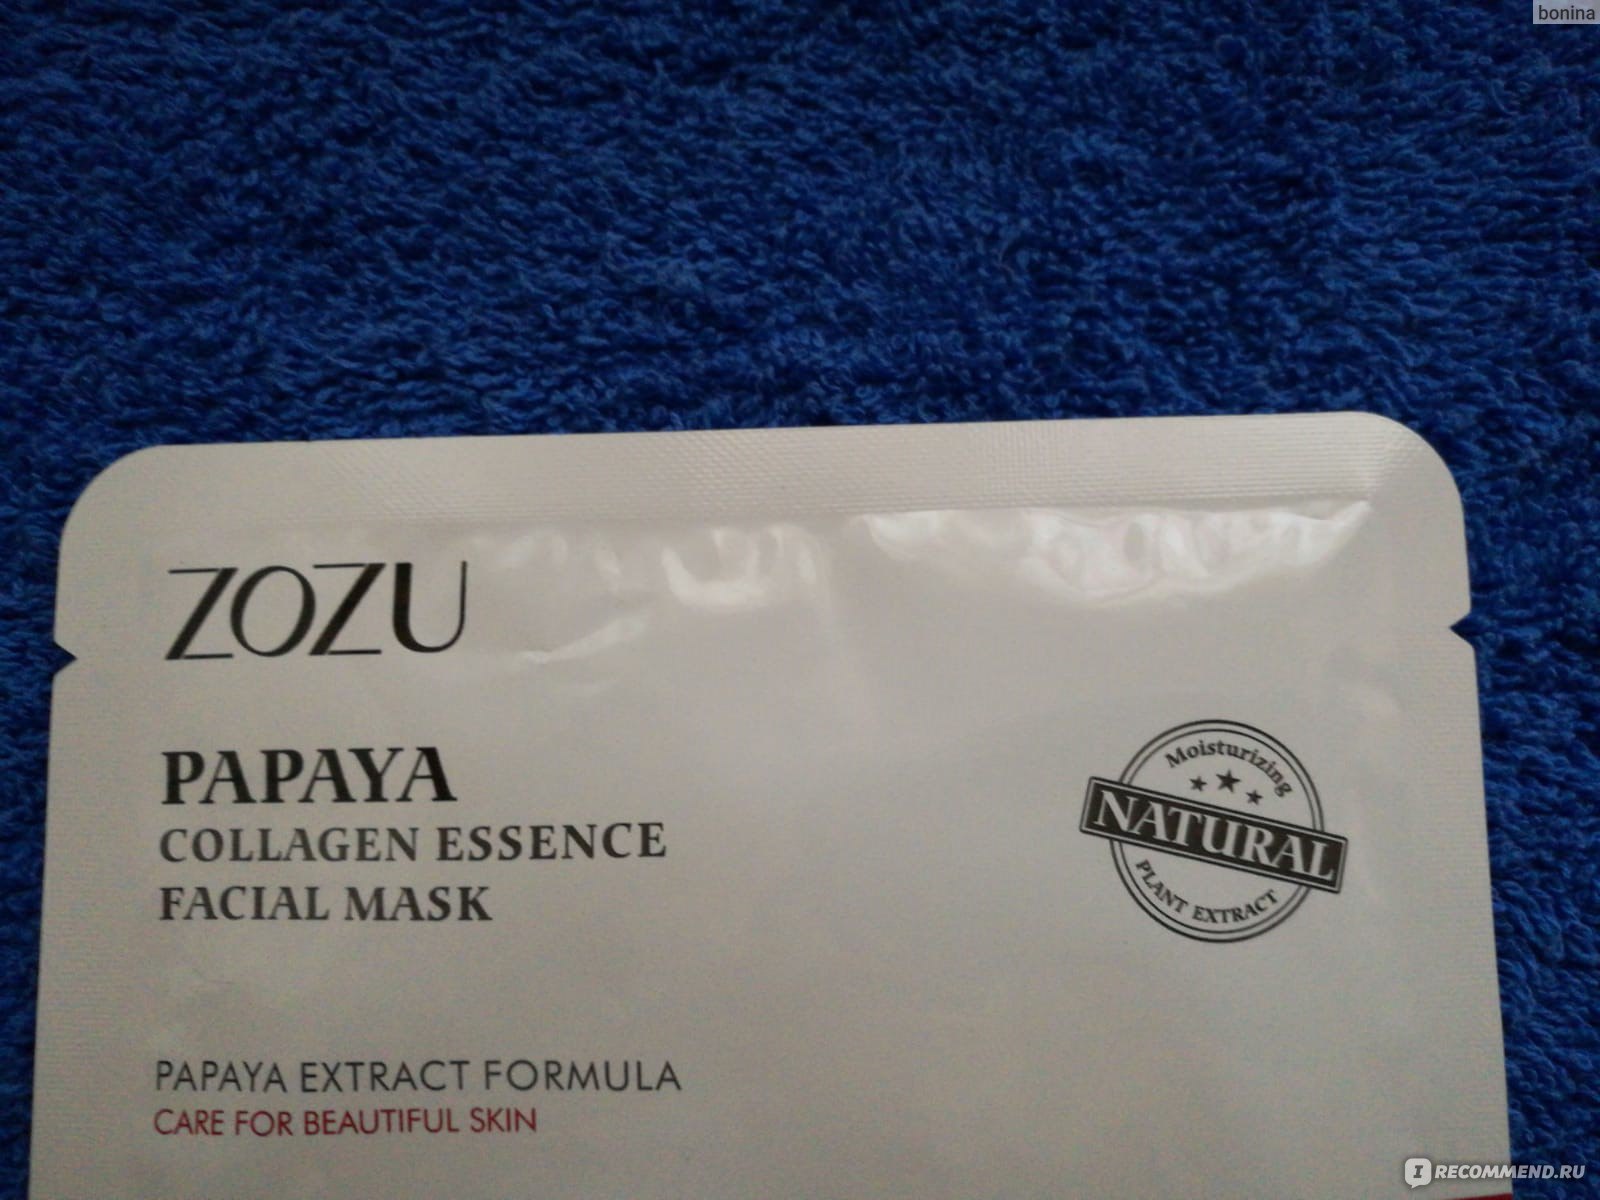 bonina
ZOZU
PAPAYA
COLLAGEN ESSENCE
FACIAL MASK
Moisturizing
NATURAL
PLANT EXTRACT
PAPAYA EXTRACT FORMULA
CARE FOR BEAUTIFUL SKIN
I RECOMMEND.RU